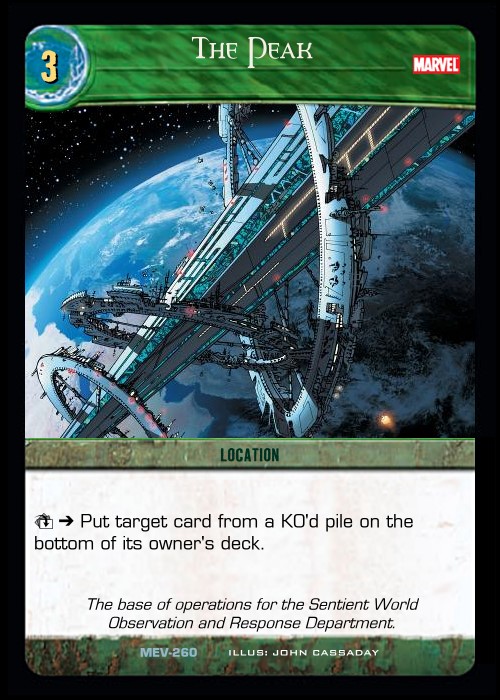 3
The Peak
MARVEL
LOCATION
➔ Put target card from a KO'd pile on the
bottom of its owner's deck.
The base of operations for the Sentient World
Observation and Response Department.
MEV-260 ILLUS: JOHN CASSADAY